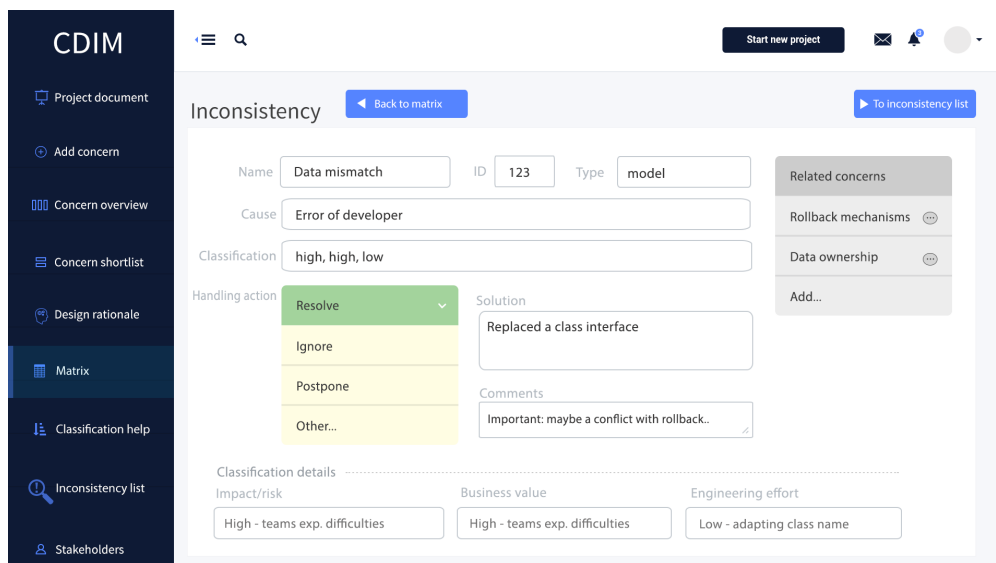 CDIM
Start new project
3
Project document
Add concern
Concern overview
Concern shortlist
Design rationale
Matrix
Classification help
Inconsistency list
Stakeholders
Inconsistency
Back to matrix
To inconsistency list
Name Data mismatch ID 123 Type model
Cause Error of developer
Classification high, high, low
Handling action
Resolve
Ignore
Postpone
Other...
Solution
Replaced a class interface
Comments
Important: maybe a conflict with rollback..
Related concerns
Rollback mechanisms
Data ownership
Add...
Classification details
Impact/risk
High - teams exp. difficulties
Business value
High - teams exp. difficulties
Engineering effort
Low - adapting class name